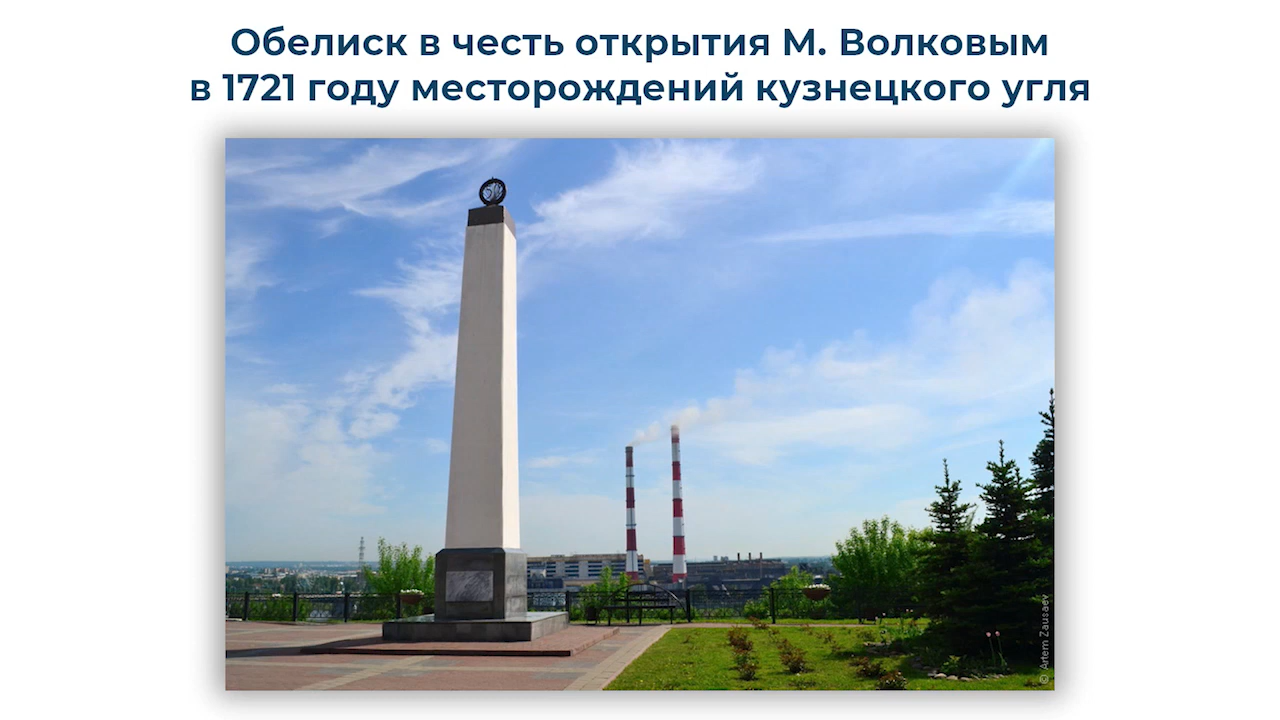 Обелиск в честь открытия М. Волковым
в 1721 году месторождений кузнецкого угля
© Artem Zausaev